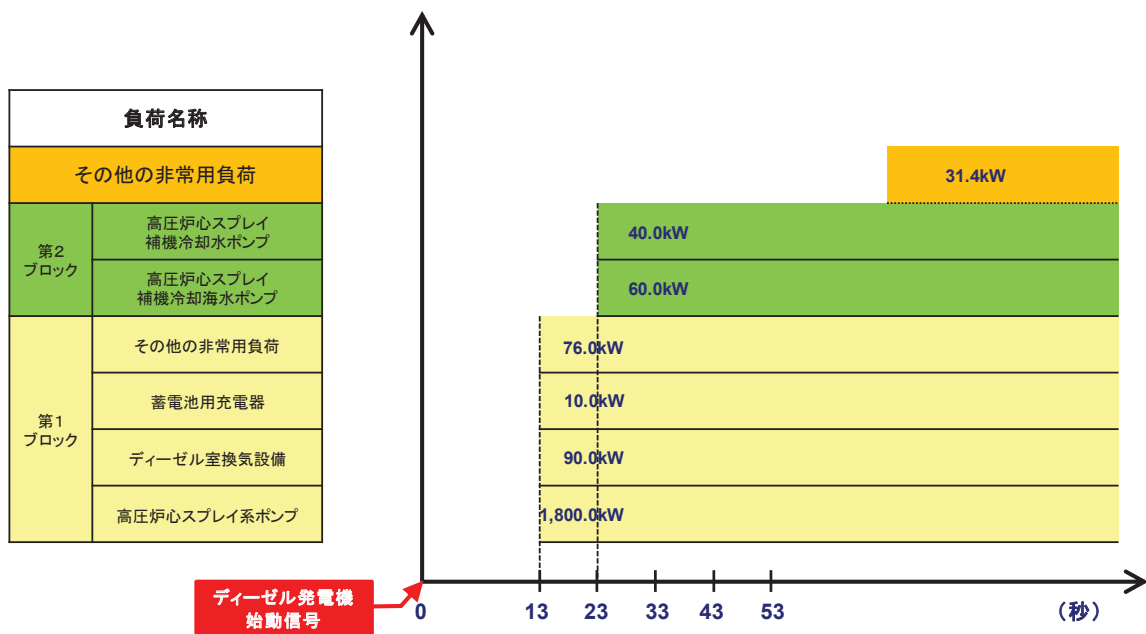 負荷名称
その他の非常用負荷
31.4kW
第2
ブロック
高圧炉心スプレイ
補機冷却水ポンプ
40.0kW
高圧炉心スプレイ
補機冷却海水ポンプ
60.0kW
第1
ブロック
その他の非常用負荷
76.0kW
蓄電池用充電器
10.0kW
ディーゼル室換気設備
90.0kW
高圧炉心スプレイ系ポンプ
1,800.0kW
ディーゼル発電機
始動信号
0 13 23 33 43 53 (秒)